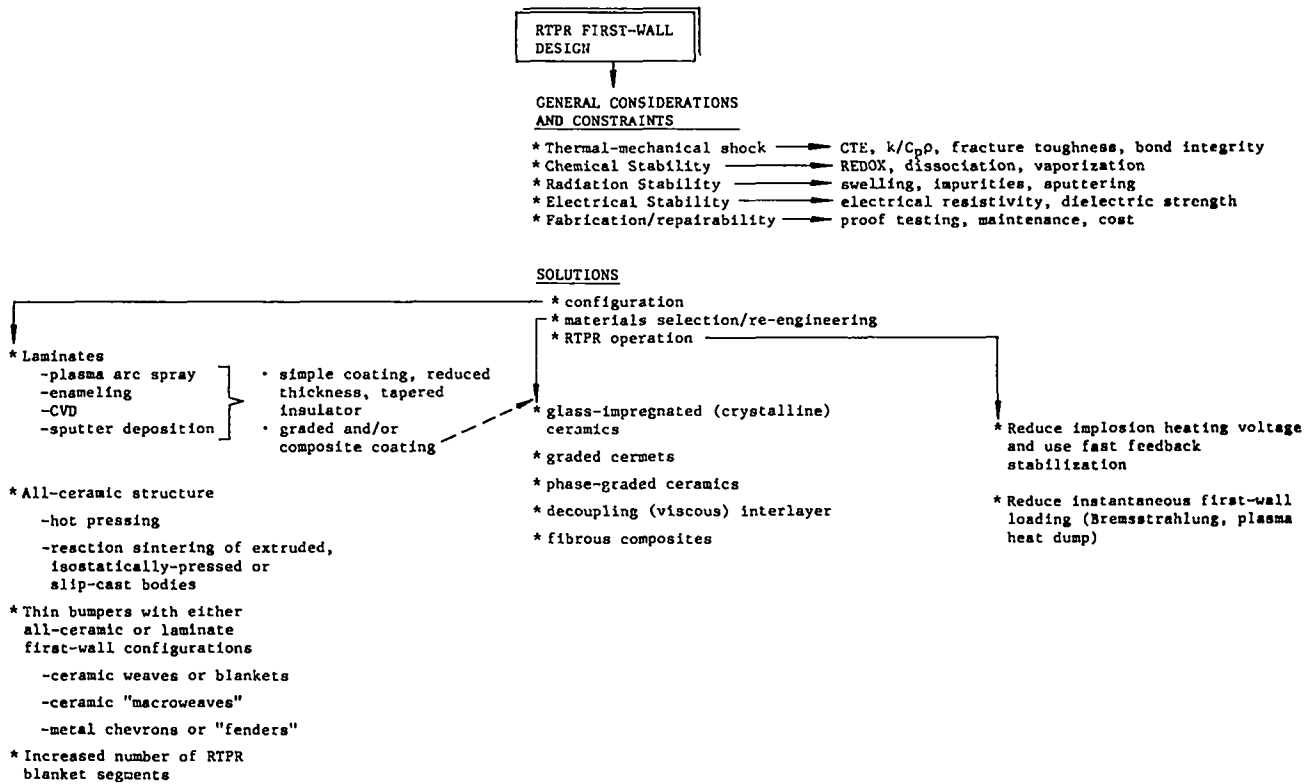 RTPR FIRST-WALL
DESIGN
GENERAL CONSIDERATIONS
AND CONSTRAINTS
* Thermal-mechanical shock → CTE, k/Cpρ, fracture toughness, bond integrity
* Chemical Stability → REDOX, dissociation, vaporization
* Radiation Stability → swelling, impurities, sputtering
* Electrical Stability → electrical resistivity, dielectric strength
* Fabrication/repairability → proof testing, maintenance, cost
SOLUTIONS
* configuration
* materials selection/re-engineering
* RTPR operation
* Laminates
-plasma arc spray
-enameling
-CVD
-sputter deposition
· simple coating, reduced
thickness, tapered
insulator
· graded and/or
composite coating
* All-ceramic structure
-hot pressing
-reaction sintering of extruded,
isostatically-pressed or
slip-cast bodies
* Thin bumpers with either
all-ceramic or laminate
first-wall configurations
-ceramic weaves or blankets
-ceramic "macroweaves"
-metal chevrons or "fenders"
* Increased number of RTPR
blanket segments
* glass-impregnated (crystalline)
ceramics
* graded cermets
* phase-graded ceramics
* decoupling (viscous) interlayer
* fibrous composites
* Reduce implosion heating voltage
and use fast feedback
stabilization
* Reduce instantaneous first-wall
loading (Bremsstrahlung, plasma
heat dump)